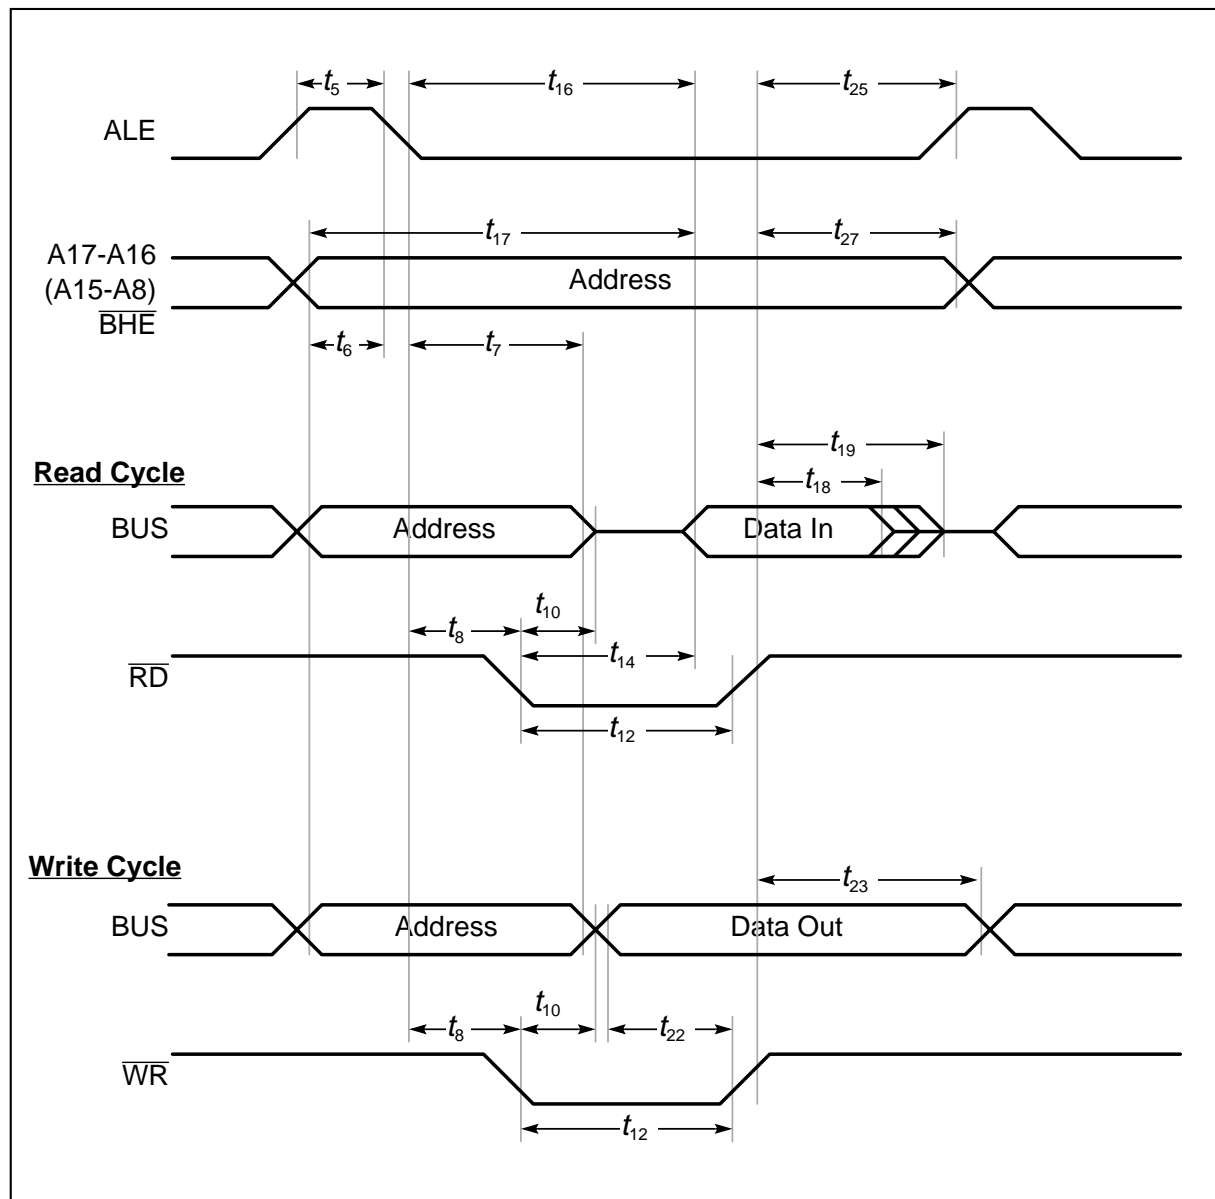 t5 t16 t25
ALE
t17 t27
A17-A16
(A15-A8)
BHE
Address
t6 t7
t19
Read Cycle
t18
BUS Address Data In
t10
t8
t14
RD
t12
Write Cycle
t23
BUS Address Data Out
t10
t8 t22
WR
t12